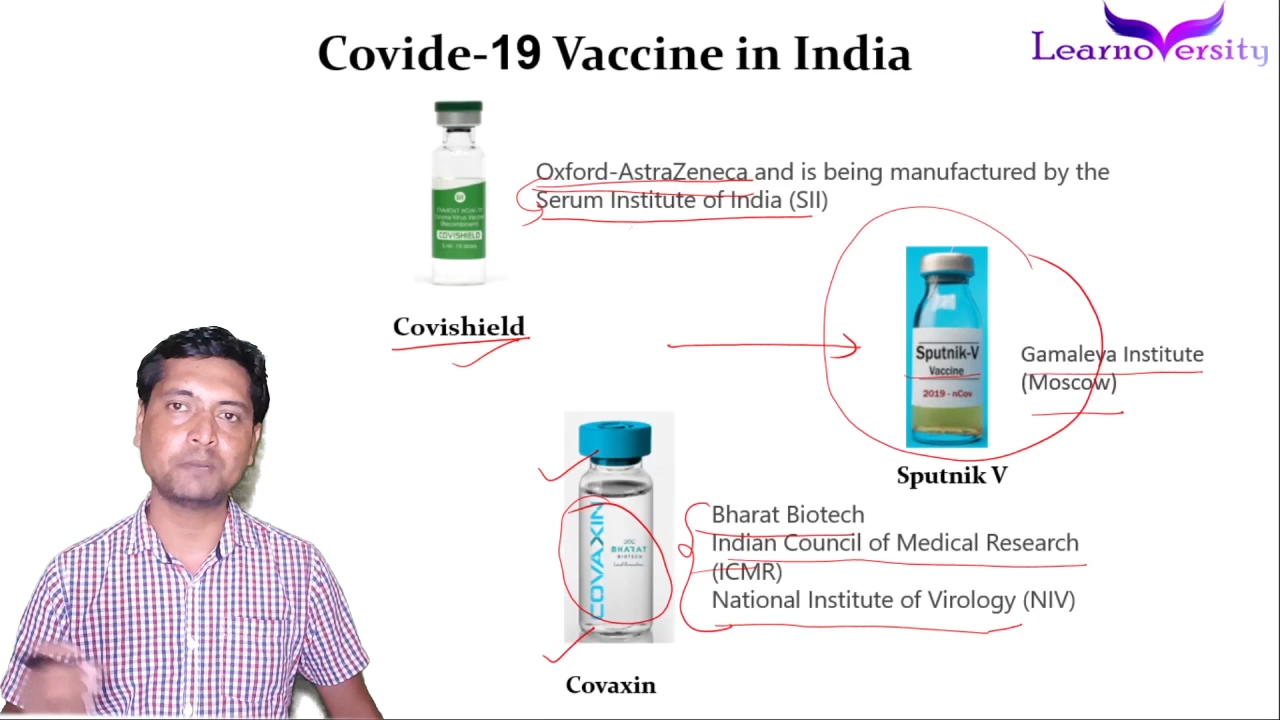 Covide-19 Vaccine in India
LearnoVersity
Oxford-AstraZeneca and is being manufactured by the
Serum Institute of India (SII)
COVISHIELD
Covishield
Sputnik-V
Vaccine
2019 - nCov
Gamaleya Institute
(Moscow)
Sputnik V
COVAXIN
BHARAT
BIOTECH
Bharat Biotech
Indian Council of Medical Research
(ICMR)
National Institute of Virology (NIV)
Covaxin